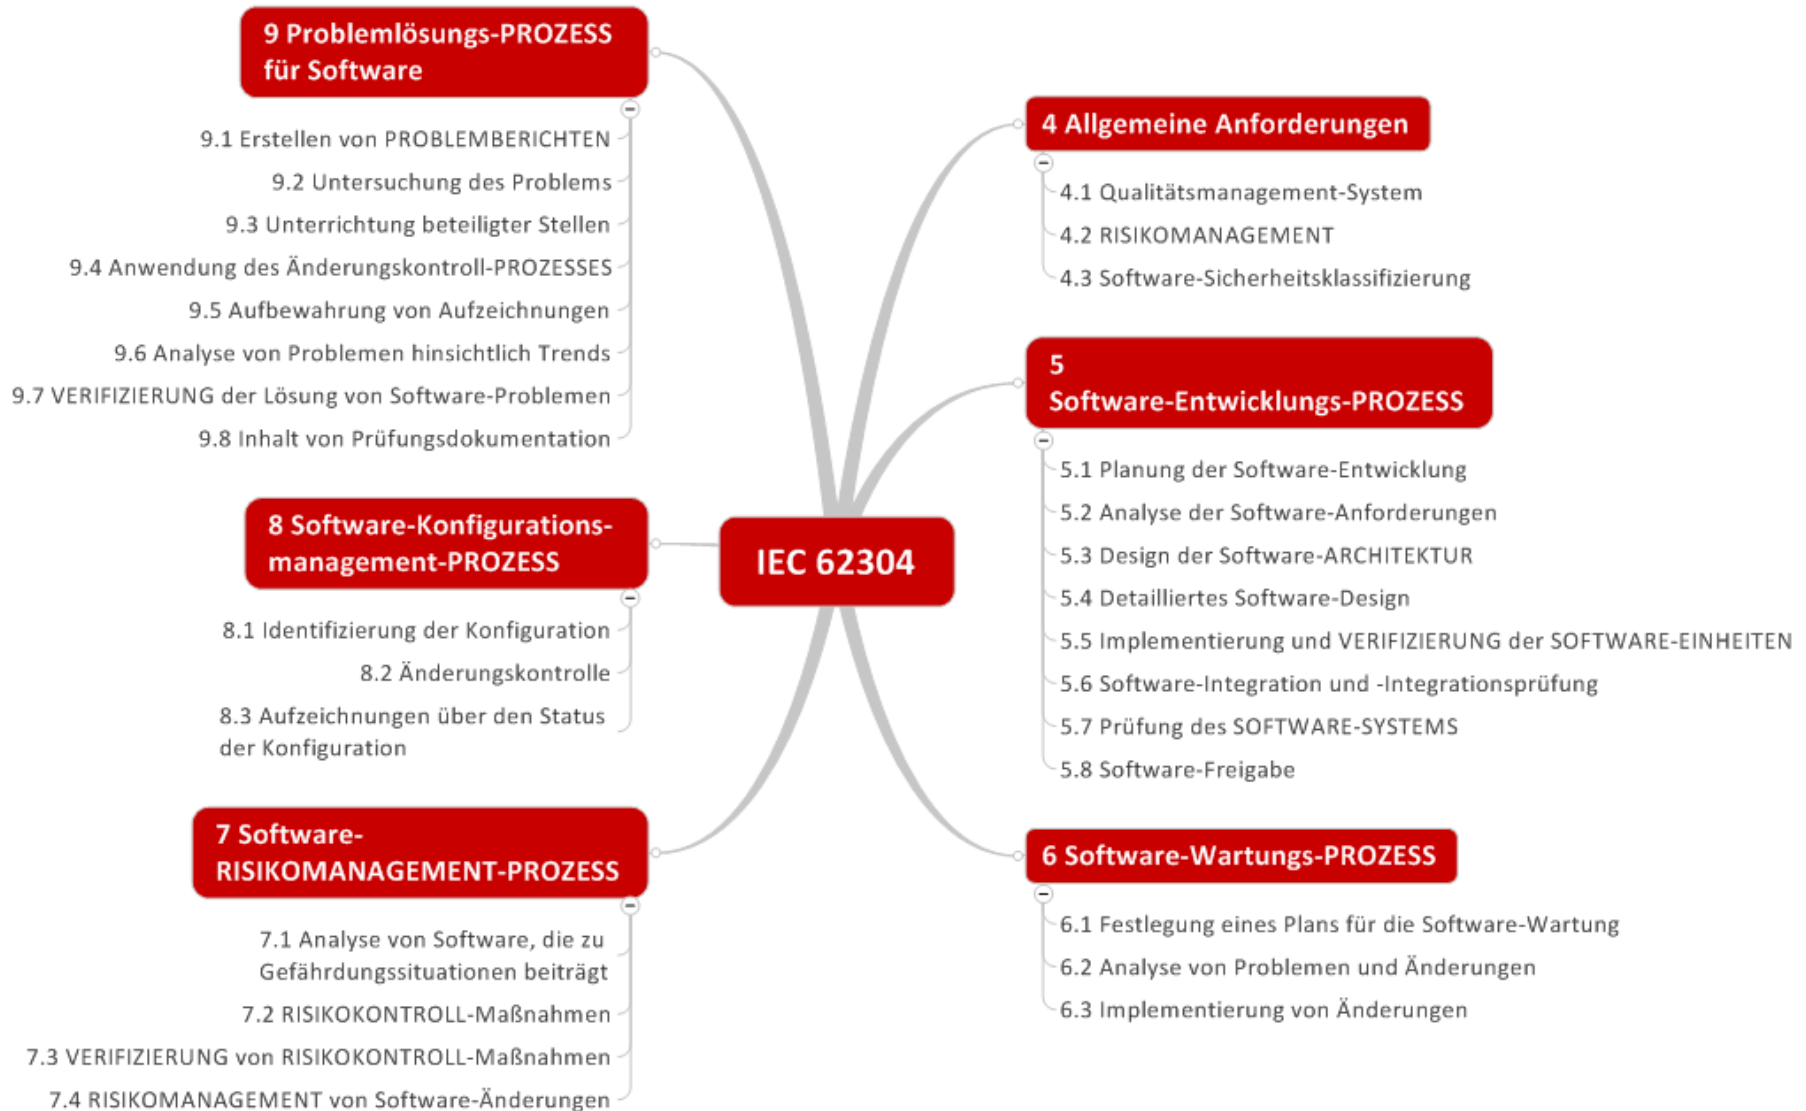 9 Problemlösungs-PROZESS
für Software
9.1 Erstellen von PROBLEMBERICHTEN
9.2 Untersuchung des Problems
9.3 Unterrichtung beteiligter Stellen
9.4 Anwendung des Änderungskontroll-PROZESSES
9.5 Aufbewahrung von Aufzeichnungen
9.6 Analyse von Problemen hinsichtlich Trends
9.7 VERIFIZIERUNG der Lösung von Software-Problemen
9.8 Inhalt von Prüfungsdokumentation
8 Software-Konfigurations-
management-PROZESS
8.1 Identifizierung der Konfiguration
8.2 Änderungskontrolle
8.3 Aufzeichnungen über den Status
der Konfiguration
7 Software-
RISIKOMANAGEMENT-PROZESS
7.1 Analyse von Software, die zu
Gefährdungssituationen beiträgt
7.2 RISIKOKONTROLL-Maßnahmen
7.3 VERIFIZIERUNG von RISIKOKONTROLL-Maßnahmen
7.4 RISIKOMANAGEMENT von Software-Änderungen
IEC 62304
4 Allgemeine Anforderungen
4.1 Qualitätsmanagement-System
4.2 RISIKOMANAGEMENT
4.3 Software-Sicherheitsklassifizierung
5
Software-Entwicklungs-PROZESS
5.1 Planung der Software-Entwicklung
5.2 Analyse der Software-Anforderungen
5.3 Design der Software-ARCHITEKTUR
5.4 Detailliertes Software-Design
5.5 Implementierung und VERIFIZIERUNG der SOFTWARE-EINHEITEN
5.6 Software-Integration und -Integrationsprüfung
5.7 Prüfung des SOFTWARE-SYSTEMS
5.8 Software-Freigabe
6 Software-Wartungs-PROZESS
6.1 Festlegung eines Plans für die Software-Wartung
6.2 Analyse von Problemen und Änderungen
6.3 Implementierung von Änderungen